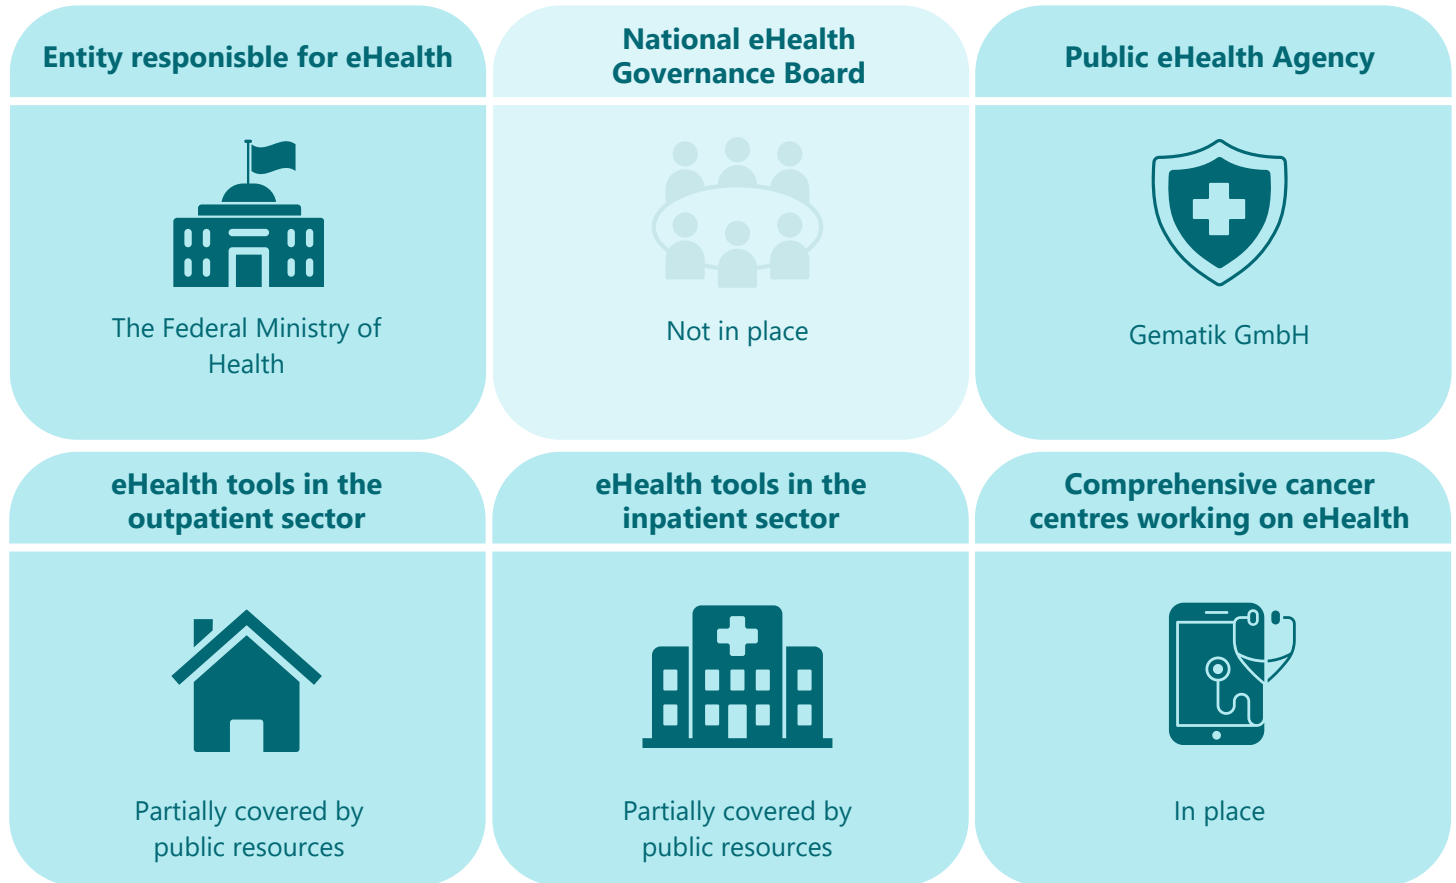 Entity responisble for eHealth
National eHealth
Governance Board
Public eHealth Agency
The Federal Ministry of
Health
Not in place
Gematik GmbH
eHealth tools in the
outpatient sector
eHealth tools in the
inpatient sector
Comprehensive cancer
centres working on eHealth
Partially covered by
public resources
Partially covered by
public resources
In place